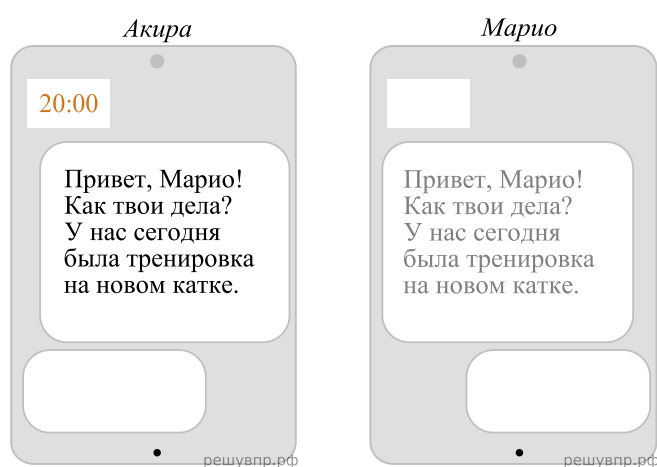 Акира
20:00
Привет, Марио!
Как твои дела?
У нас сегодня
была тренировка
на новом катке.
решувпр.рф
Марио
Привет, Марио!
Как твои дела?
У нас сегодня
была тренировка
на новом катке.
решувпр.рф